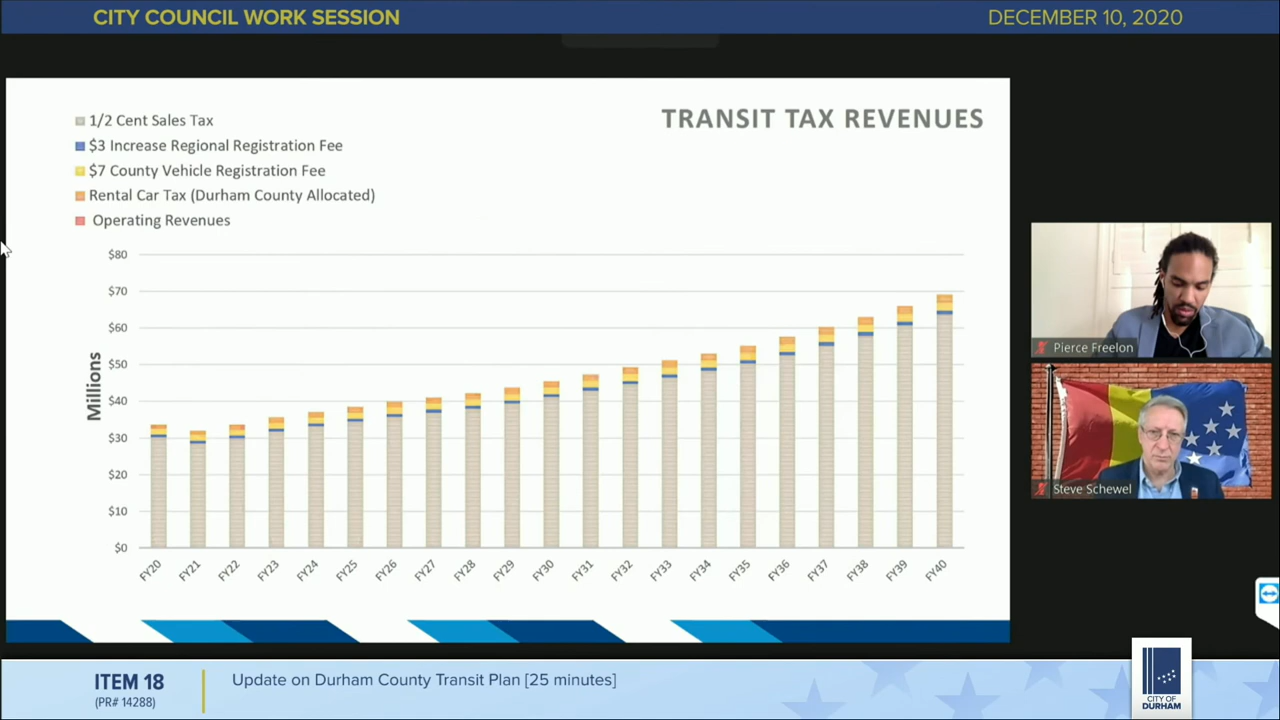 CITY COUNCIL WORK SESSION
DECEMBER 10, 2020
TRANSIT TAX REVENUES
1/2 Cent Sales Tax
$3 Increase Regional Registration Fee
$7 County Vehicle Registration Fee
Rental Car Tax (Durham County Allocated)
Operating Revenues
Millions
$80
$70
$60
$50
$40
$30
$20
$10
$0
FY20
FY21
FY22
FY23
FY24
FY25
FY26
FY27
FY28
FY29
FY30
FY31
FY32
FY33
FY34
FY35
FY36
FY37
FY38
FY39
FY40
Pierce Freelon
Steve Schewel
ITEM 18
(PR# 14288)
Update on Durham County Transit Plan [25 minutes]
CITY OF
DURHAM